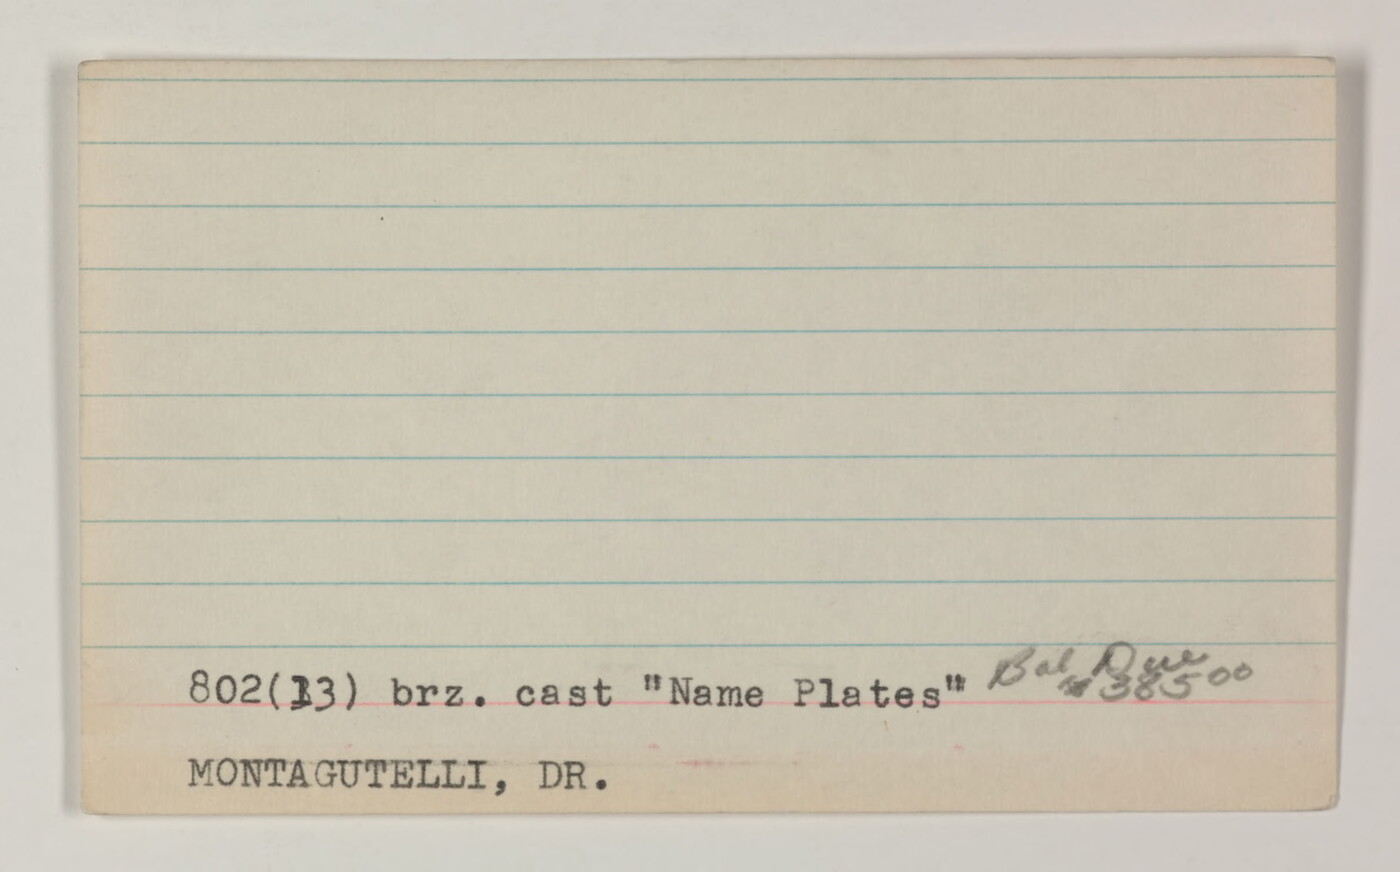 802(13) brz. cast "Name Plates" Bal Due
$385 00
MONTAGUTELLI, DR.